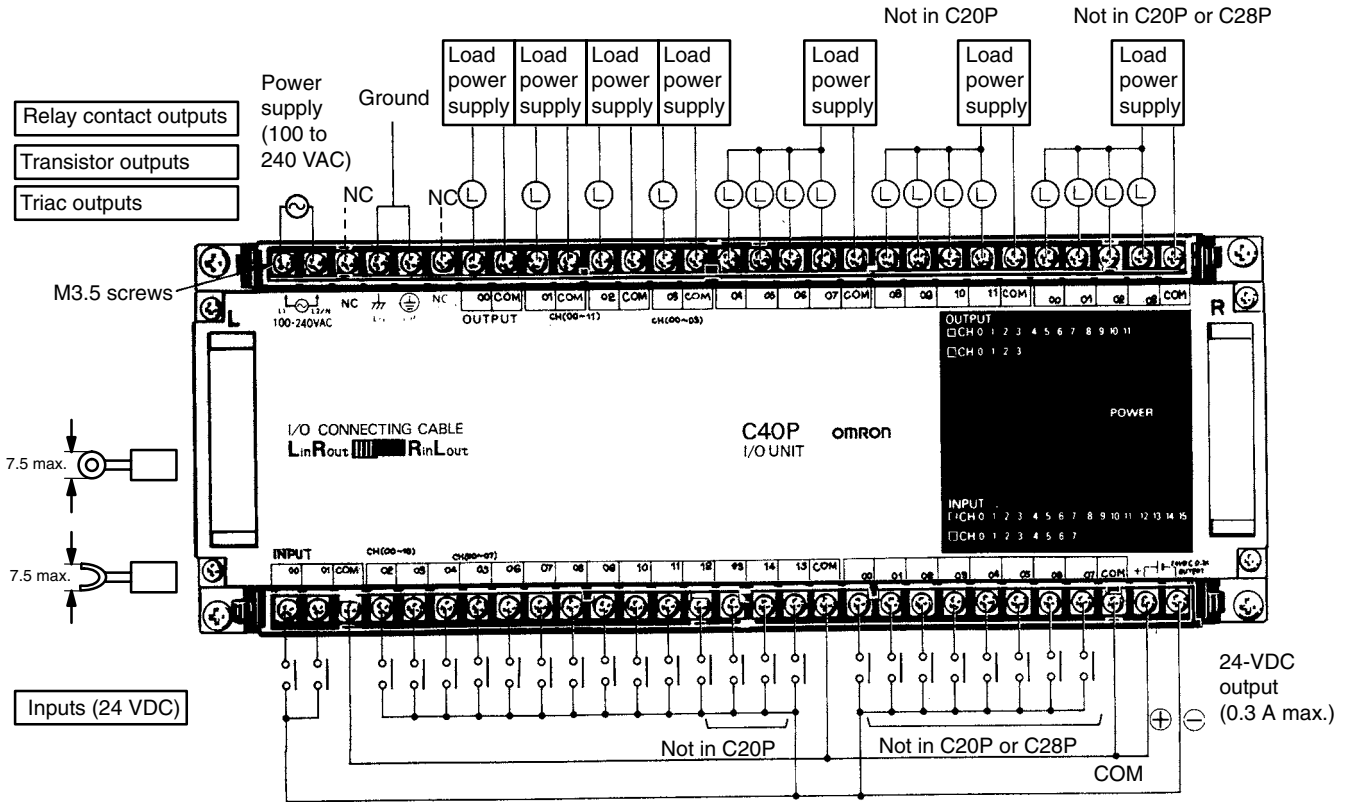 Not in C20P
Not in C20P or C28P
Load power supply
Load power supply
Load power supply
Load power supply
Load power supply
Load power supply
Load power supply
Power supply (100 to 240 VAC)
Ground
Relay contact outputs
Transistor outputs
Triac outputs
NC
NC
L L L L L L L L L L L L L L L L
M3.5 screws
L1 L2/N NC NC 00 COM 01 COM 02 COM 03 COM 04 05 06 07 COM 08 09 10 11 COM 00 01 02 03 COM
100-240VAC
OUTPUT CH(00~11) CH(00~03)
L
R
OUTPUT
CH 0 1 2 3 4 5 6 7 8 9 10 11
CH 0 1 2 3
POWER
I/O CONNECTING CABLE
LinRout RinLout
C40P OMRON
I/O UNIT
7.5 max.
7.5 max.
INPUT
CH 0 1 2 3 4 5 6 7 8 9 10 11 12 13 14 15
CH 0 1 2 3 4 5 6 7
INPUT
00 01 COM 02 03 04 05 06 07 08 09 10 11 12 13 14 15 COM 00 01 02 03 04 05 06 07 COM +
OUTPUT
Inputs (24 VDC)
24-VDC output (0.3 A max.)
Not in C20P
Not in C20P or C28P
+ −
COM